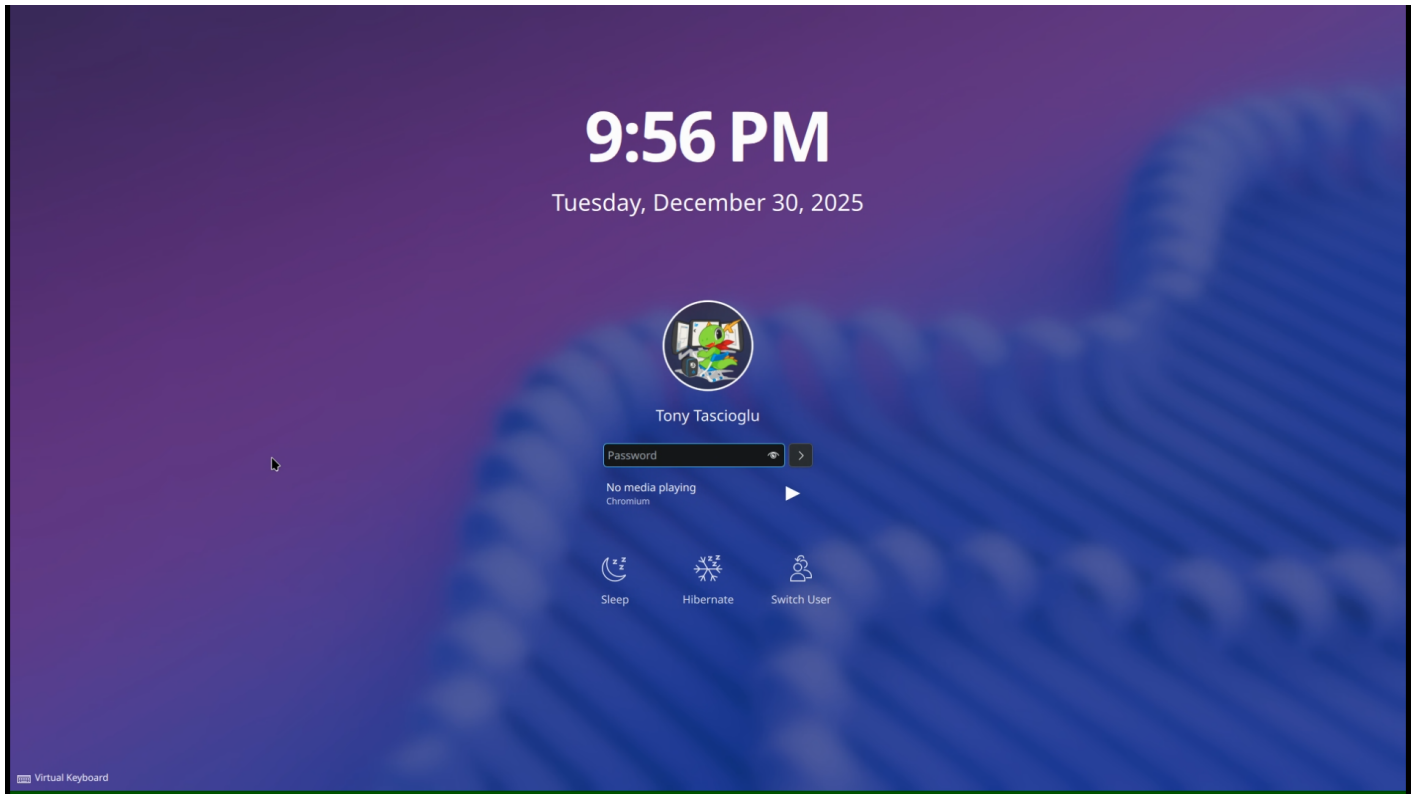 9:56 PM
Tuesday, December 30, 2025
Tony Tascioglu
Password
No media playing
Chromium
Sleep
Hibernate
Switch User
Virtual Keyboard